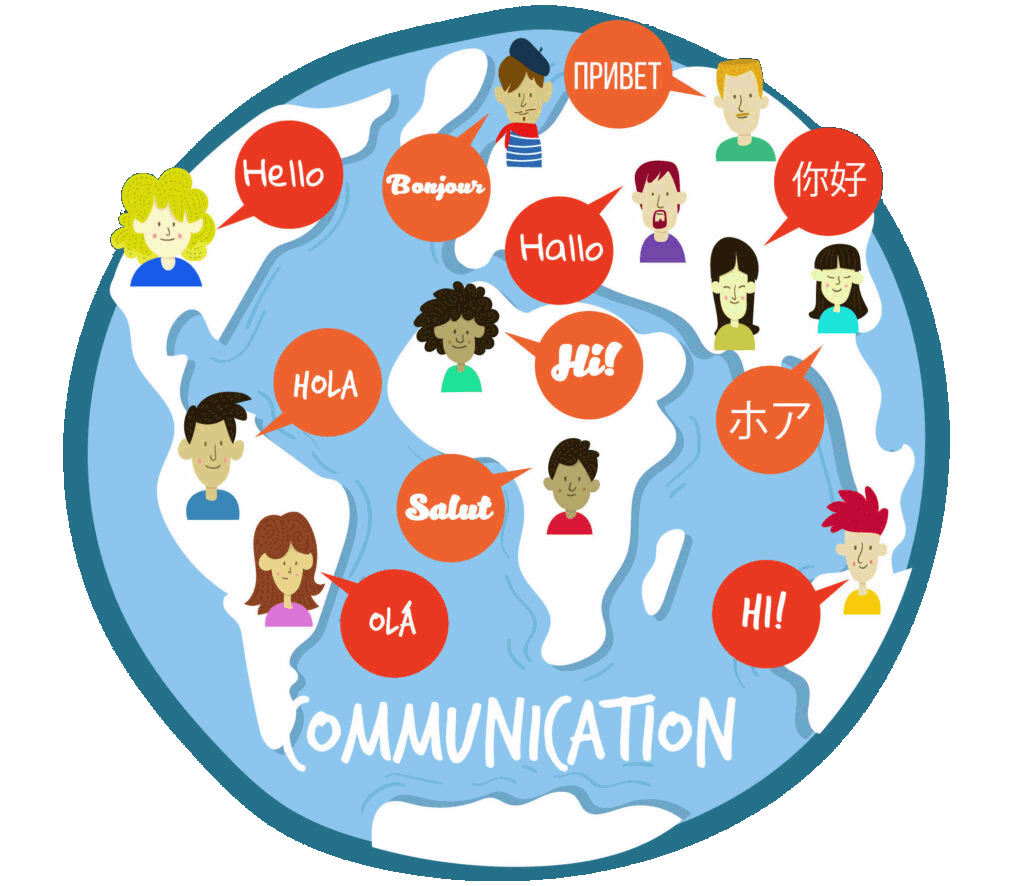 ПРИВЕТ
Hello
Bonjour
你好
Hallo
Hi!
HOLA
ホア
Salut
OLÁ
HI!
COMMUNICATION